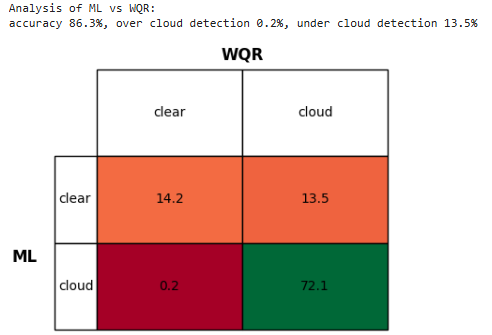 Analysis of ML vs WQR:
accuracy 86.3%, over cloud detection 0.2%, under cloud detection 13.5%
WQR
clear cloud
clear 14.2 13.5
ML
cloud 0.2 72.1